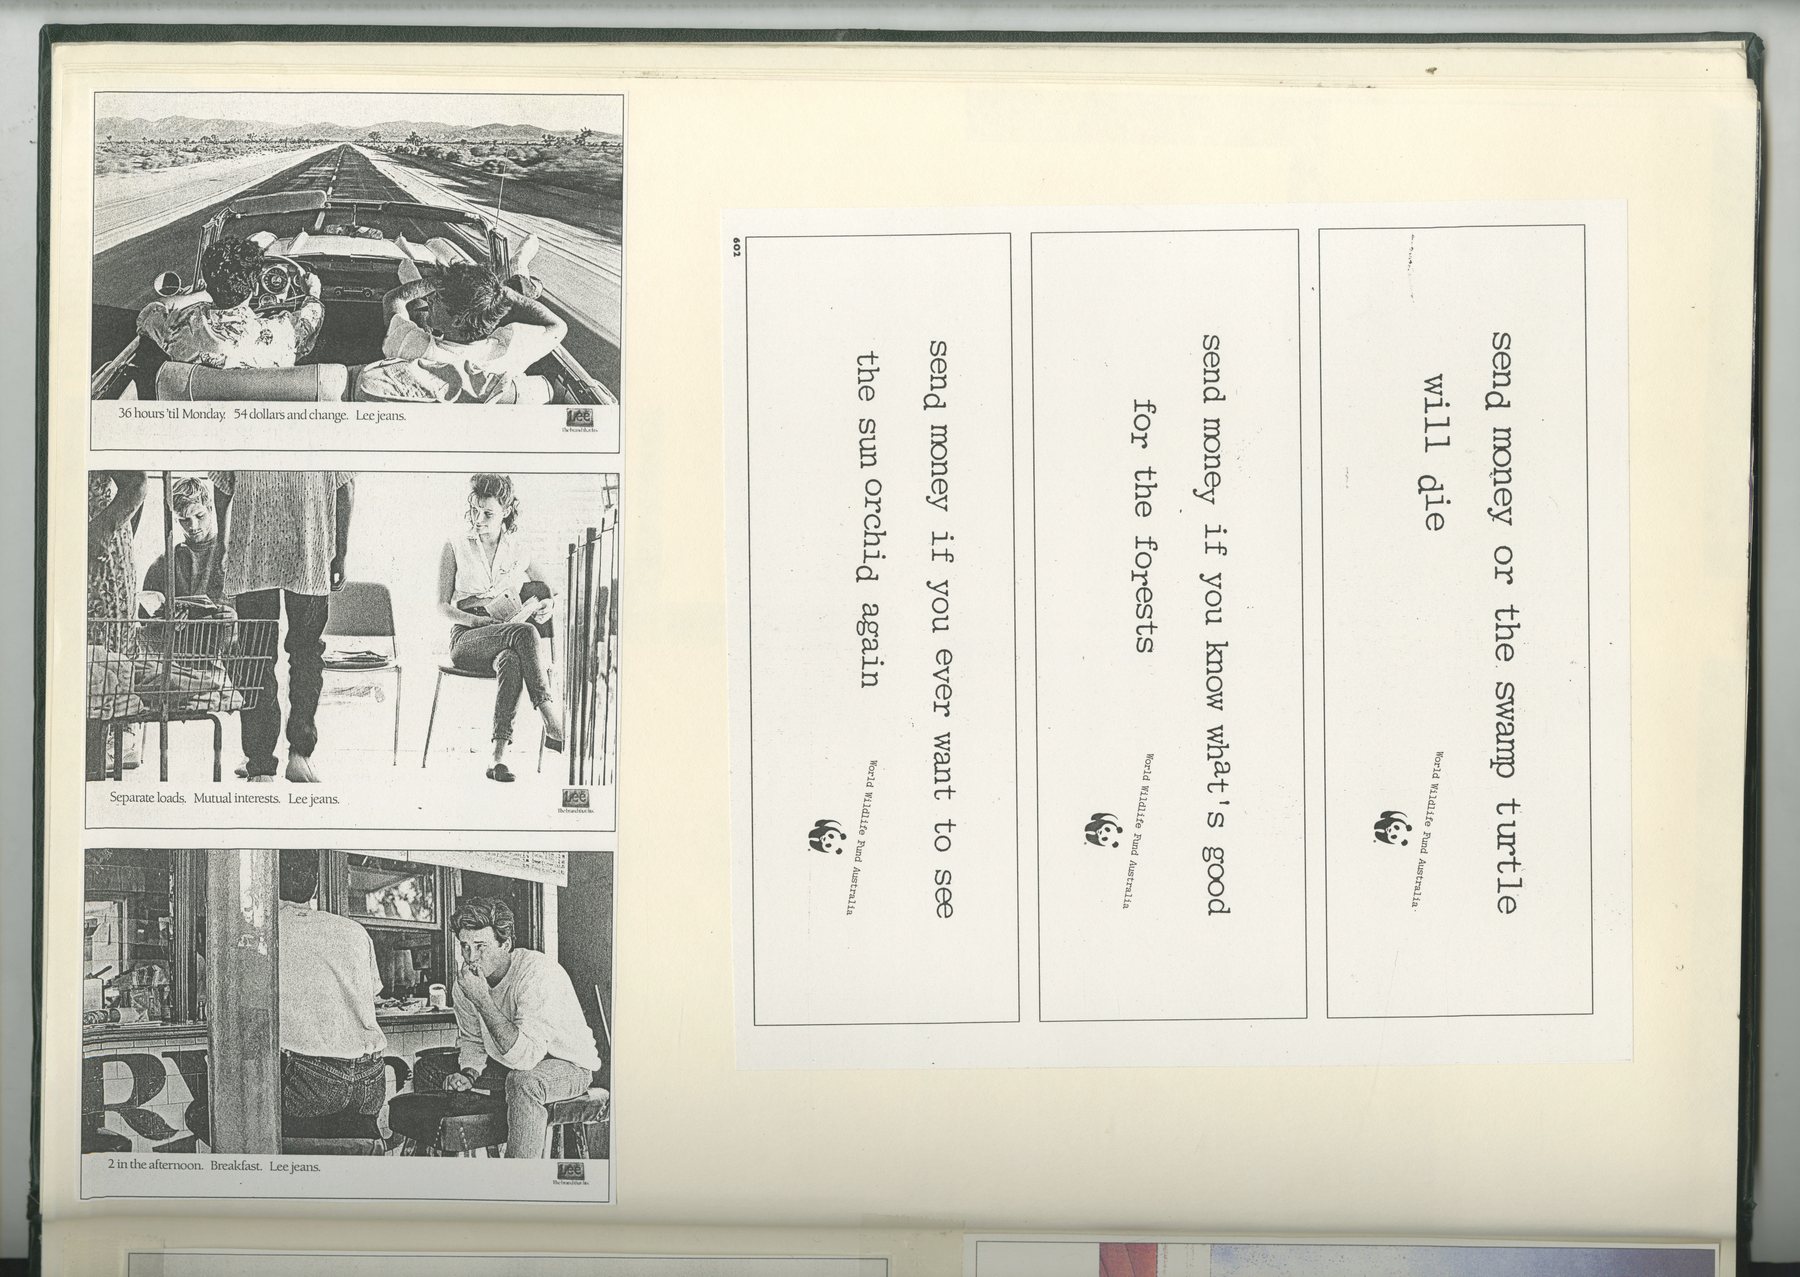 36 hours 'til Monday. 54 dollars and change. Lee jeans.
Lee
The brand that fits.
Separate loads. Mutual interests. Lee jeans.
Lee
The brand that fits.
R
2 in the afternoon. Breakfast. Lee jeans.
Lee
The brand that fits.
602
send money or the swamp turtle
will die
World Wildlife Fund Australia
send money if you know what's good
for the forests
World Wildlife Fund Australia
send money if you ever want to see
the sun orchid again
World Wildlife Fund Australia